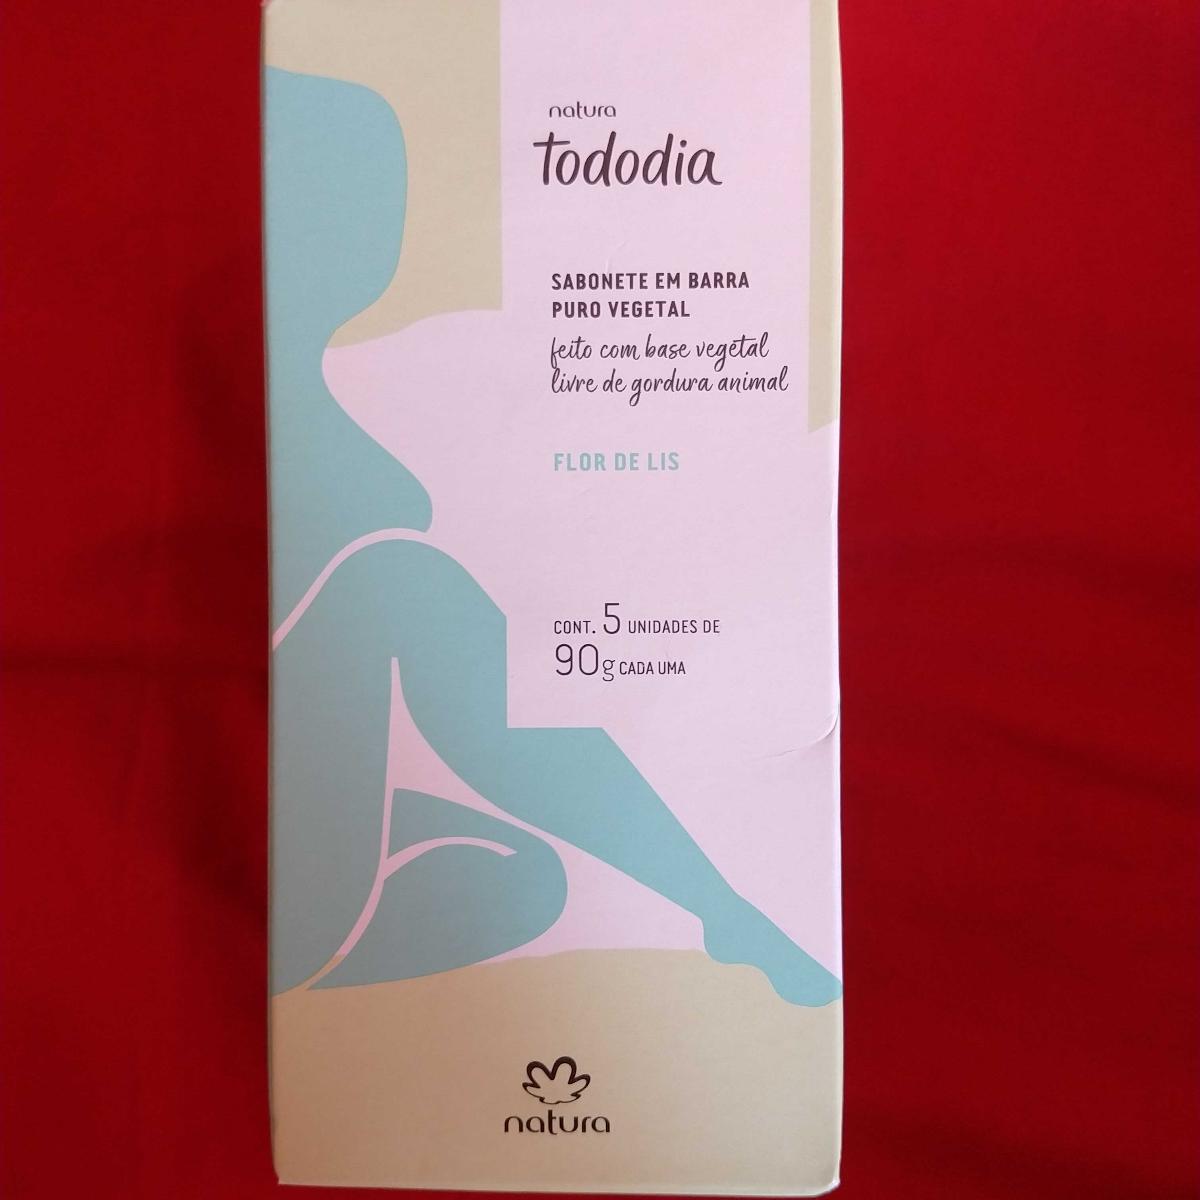 natura
tododia
SABONETE EM BARRA
PURO VEGETAL
feito com base vegetal
livre de gordura animal
FLOR DE LIS
CONT. 5 UNIDADES DE
90g CADA UMA
natura